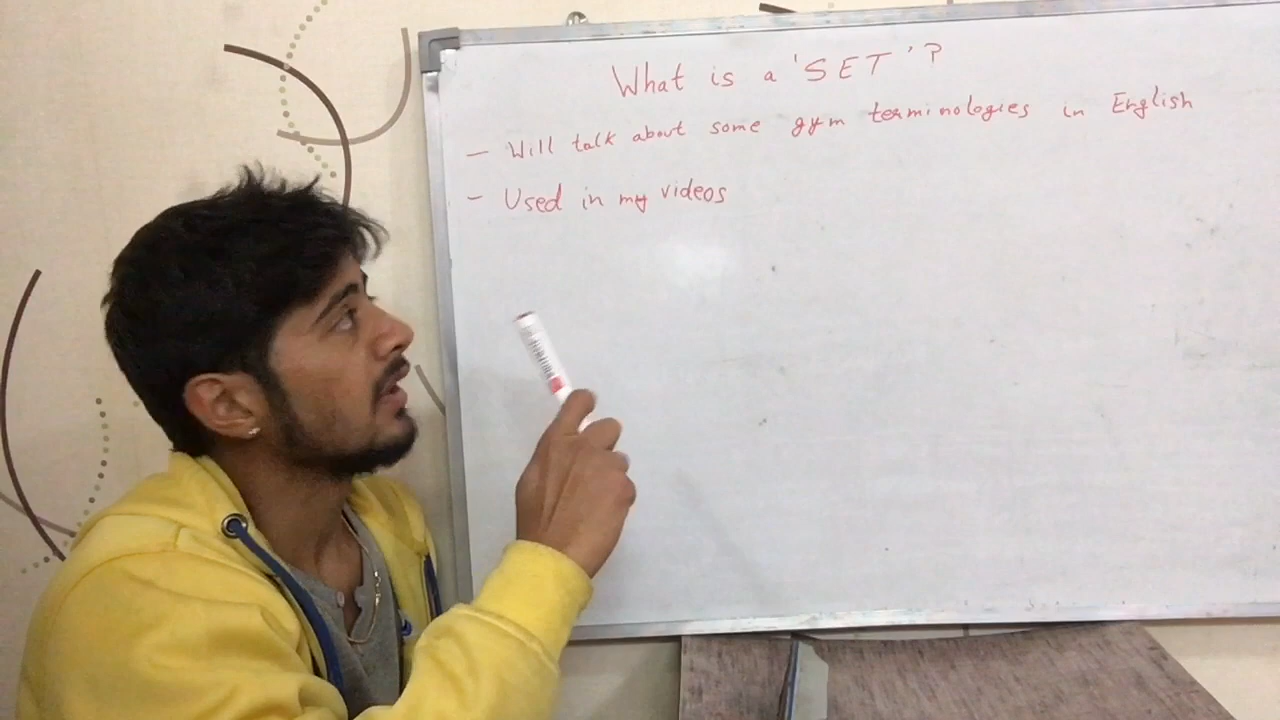 What is a 'SET'?
- Will talk about some gym terminologies in English
- Used in my videos